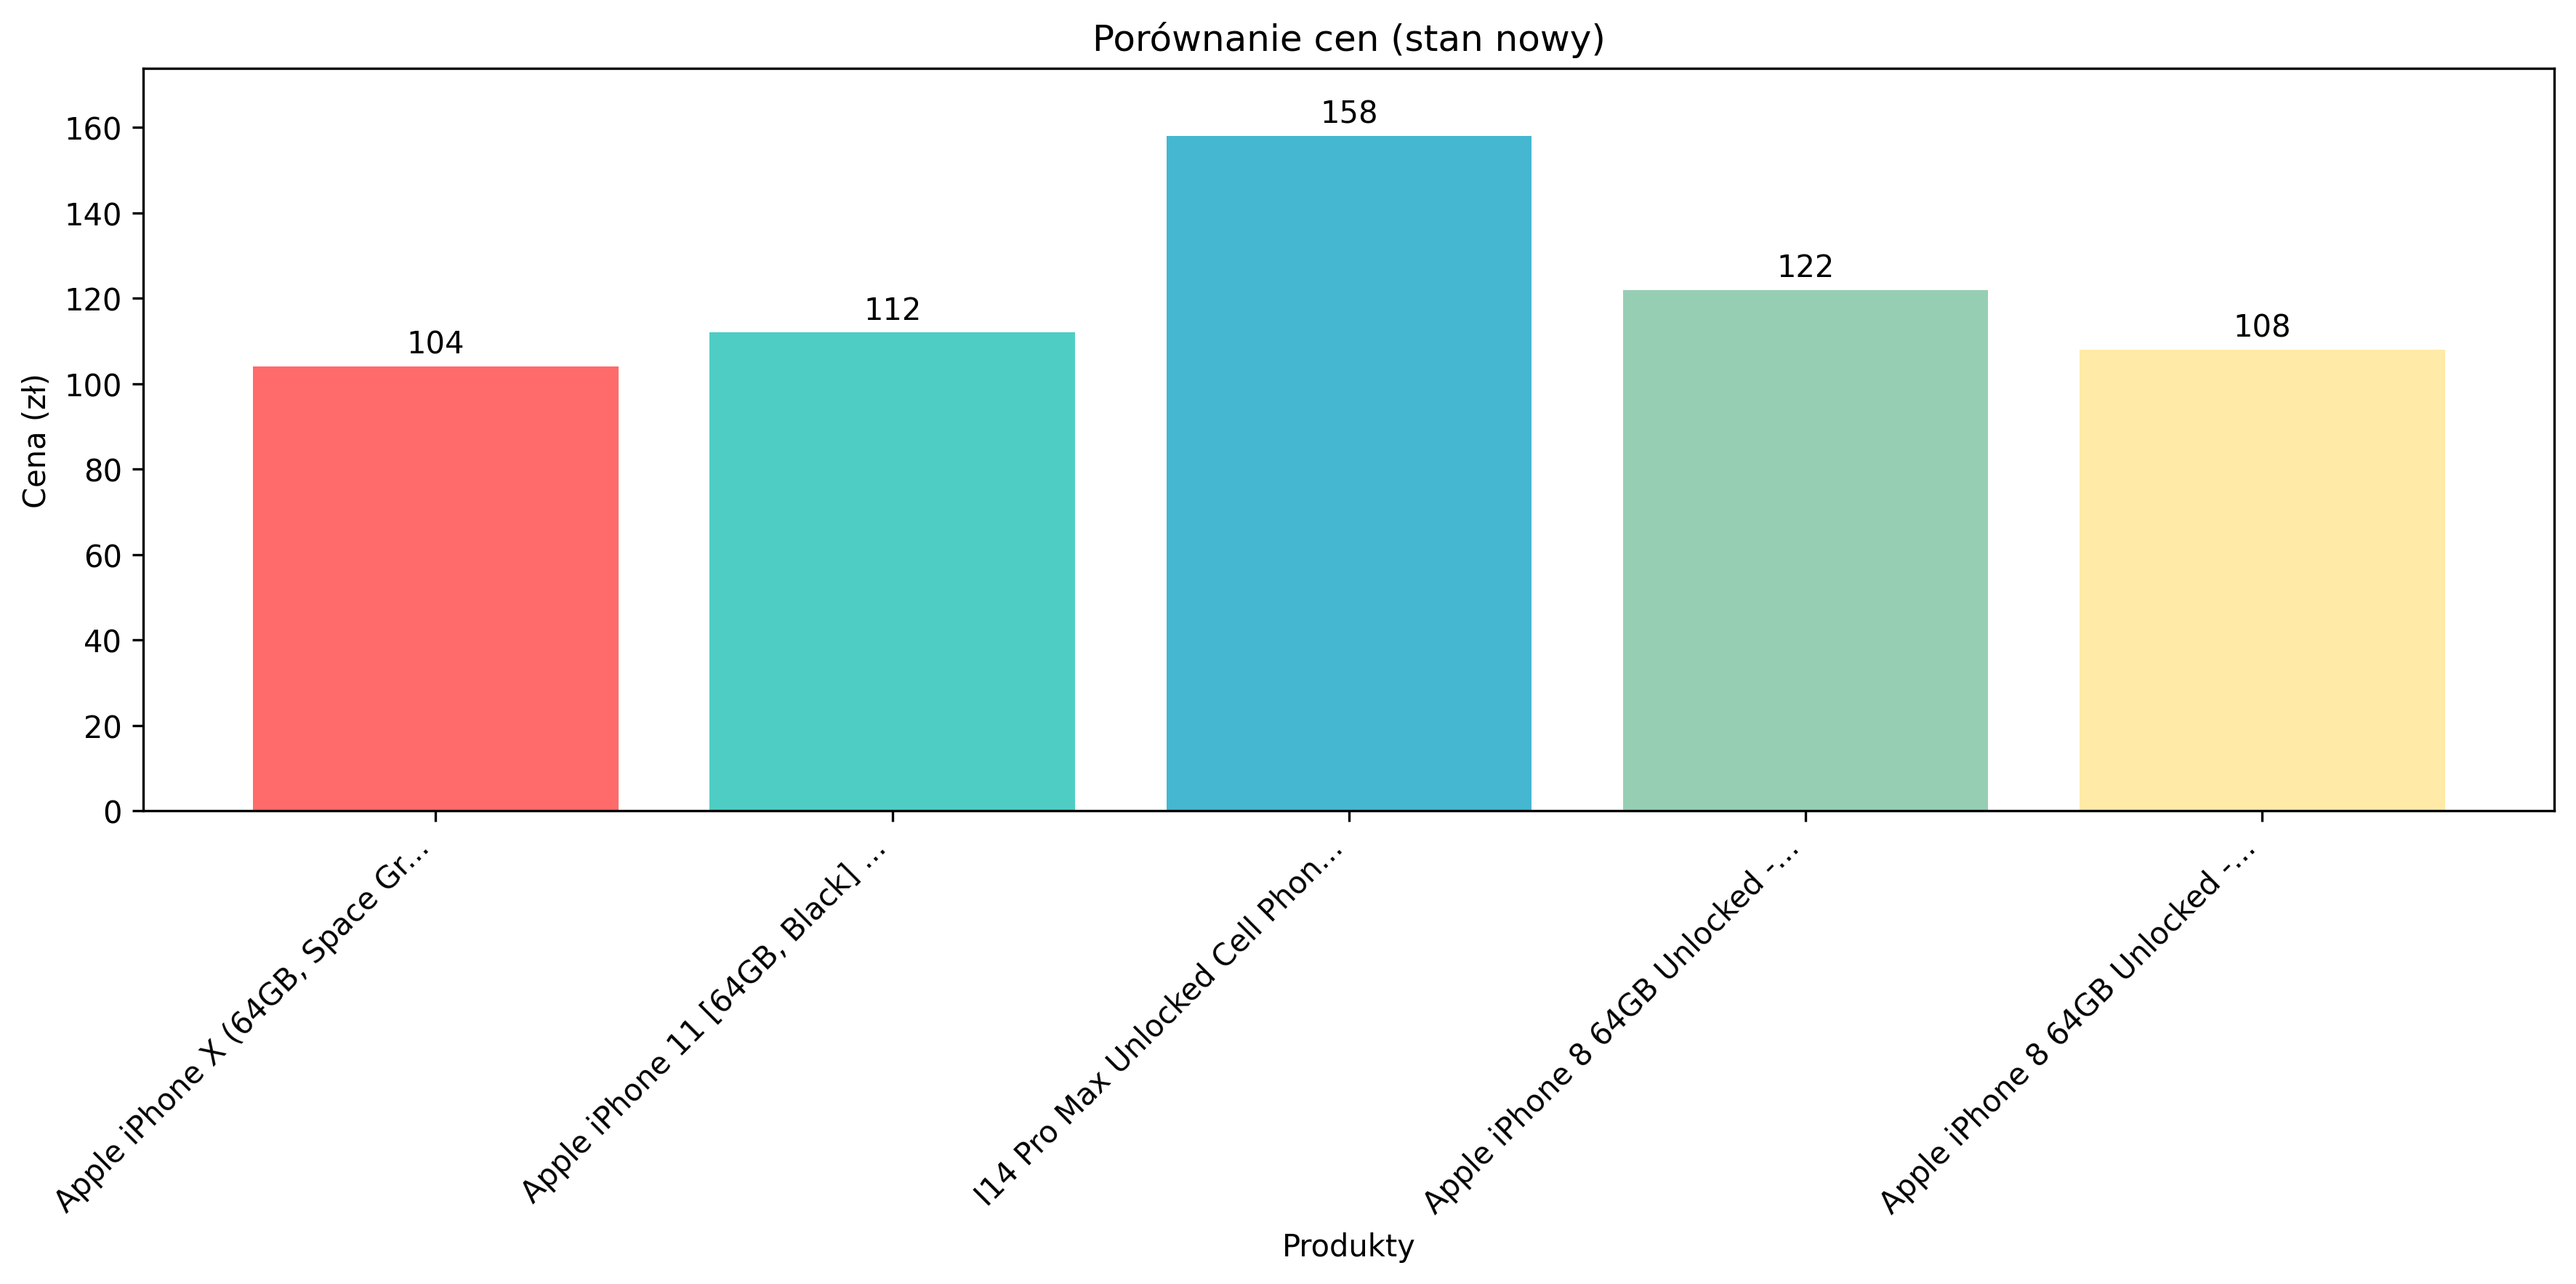 Porównanie cen (stan nowy)
Cena (zł)
160
140
120
100
80
60
40
20
0
104
112
158
122
108
Apple iPhone X (64GB, Space Gr...
Apple iPhone 11 [64GB, Black] ...
I14 Pro Max Unlocked Cell Phon...
Apple iPhone 8 64GB Unlocked -...
Apple iPhone 8 64GB Unlocked -...
Produkty